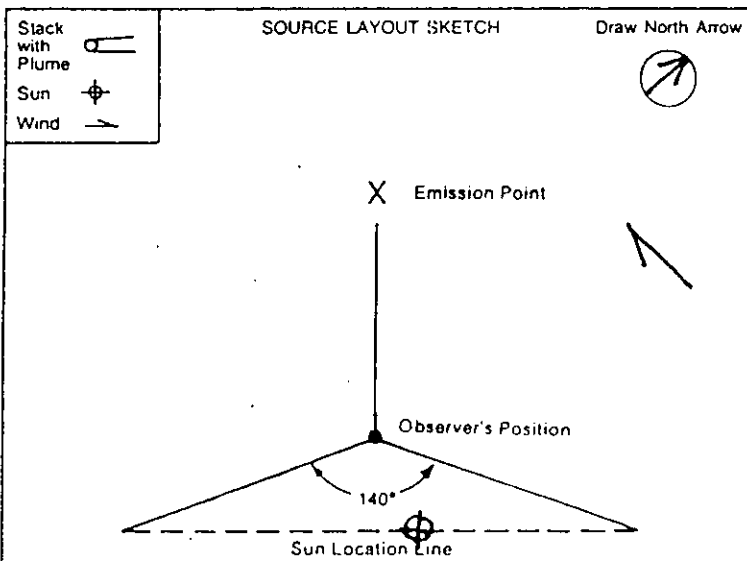 SOURCE LAYOUT SKETCH
Draw North Arrow
Stack
with
Plume
Sun
Wind
X Emission Point
Observer's Position
140°
Sun Location Line